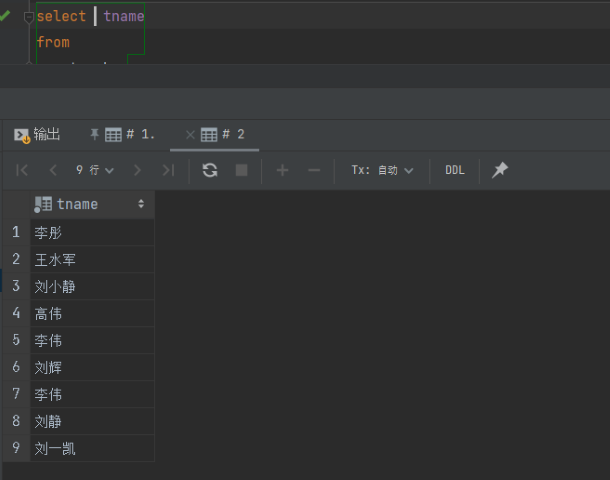 select tname
from
输出 # 1. # 2
9 行 Tx: 自动 DDL
tname
1 李彤
2 王水军
3 刘小静
4 高伟
5 李伟
6 刘辉
7 李伟
8 刘静
9 刘一凯